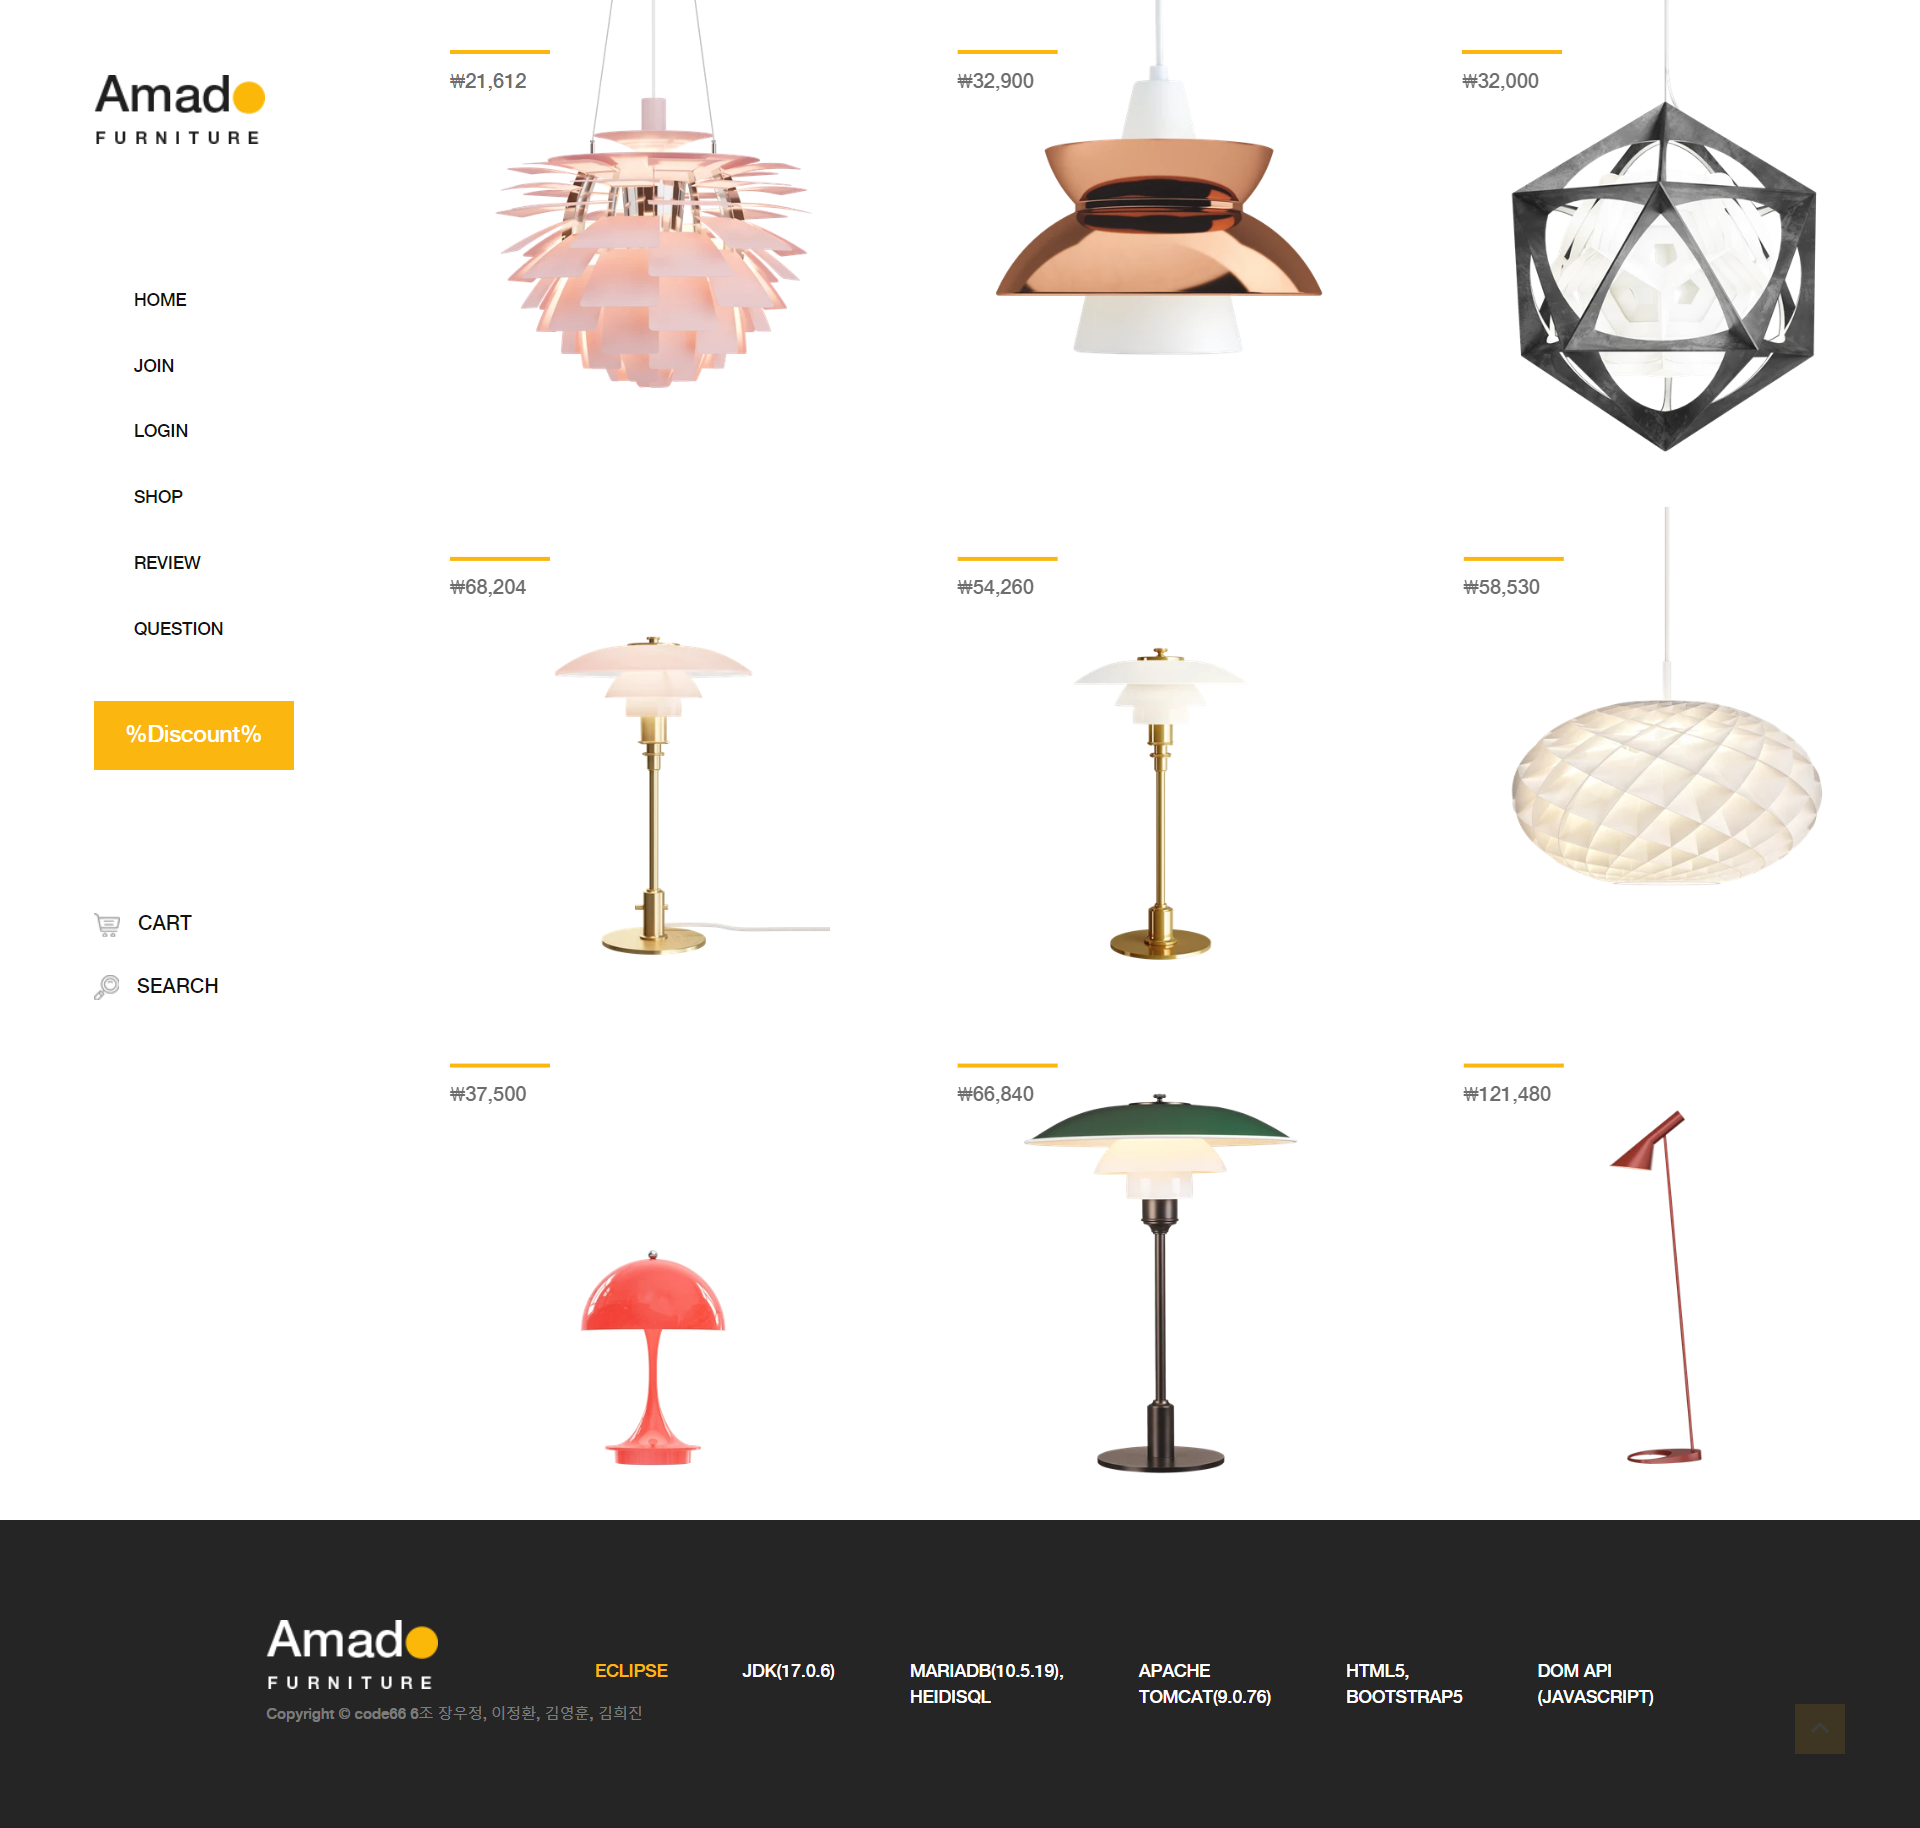 Amado
FURNITURE
HOME
JOIN
LOGIN
SHOP
REVIEW
QUESTION
%Discount%
CART
SEARCH
₩21,612
₩32,900
₩32,000
₩68,204
₩54,260
₩58,530
₩37,500
₩66,840
₩121,480
Amado
FURNITURE
Copyright © code66 6조 장우정, 이정환, 김영훈, 김희진
ECLIPSE
JDK(17.0.6)
MARIADB(10.5.19),
HEIDISQL
APACHE
TOMCAT(9.0.76)
HTML5,
BOOTSTRAP5
DOM API
(JAVASCRIPT)